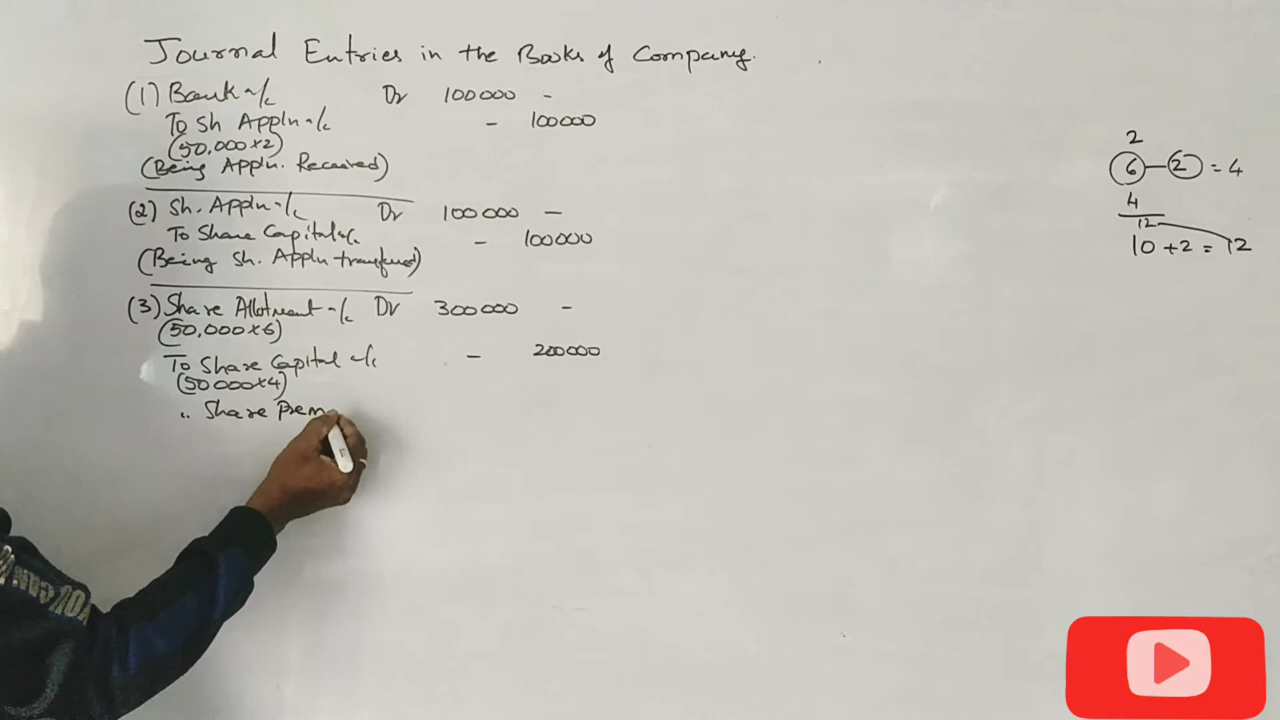 Journal Entries in the Books of Company.
(1) Bank a/c Dr 100000 -
To Sh Appln a/c - 100000
(50,000×2)
(Being Appln. Received)
(2) Sh. Appln a/c Dr 100000 -
To Share Capital a/c - 100000
(Being Sh. Appln transferred)
(3) Share Allotment a/c Dr 300000 -
(50,000×6)
To Share Capital a/c - 200000
(50000×4)
" Share Prem
2
6 - 2 = 4
4
12
10 + 2 = 12